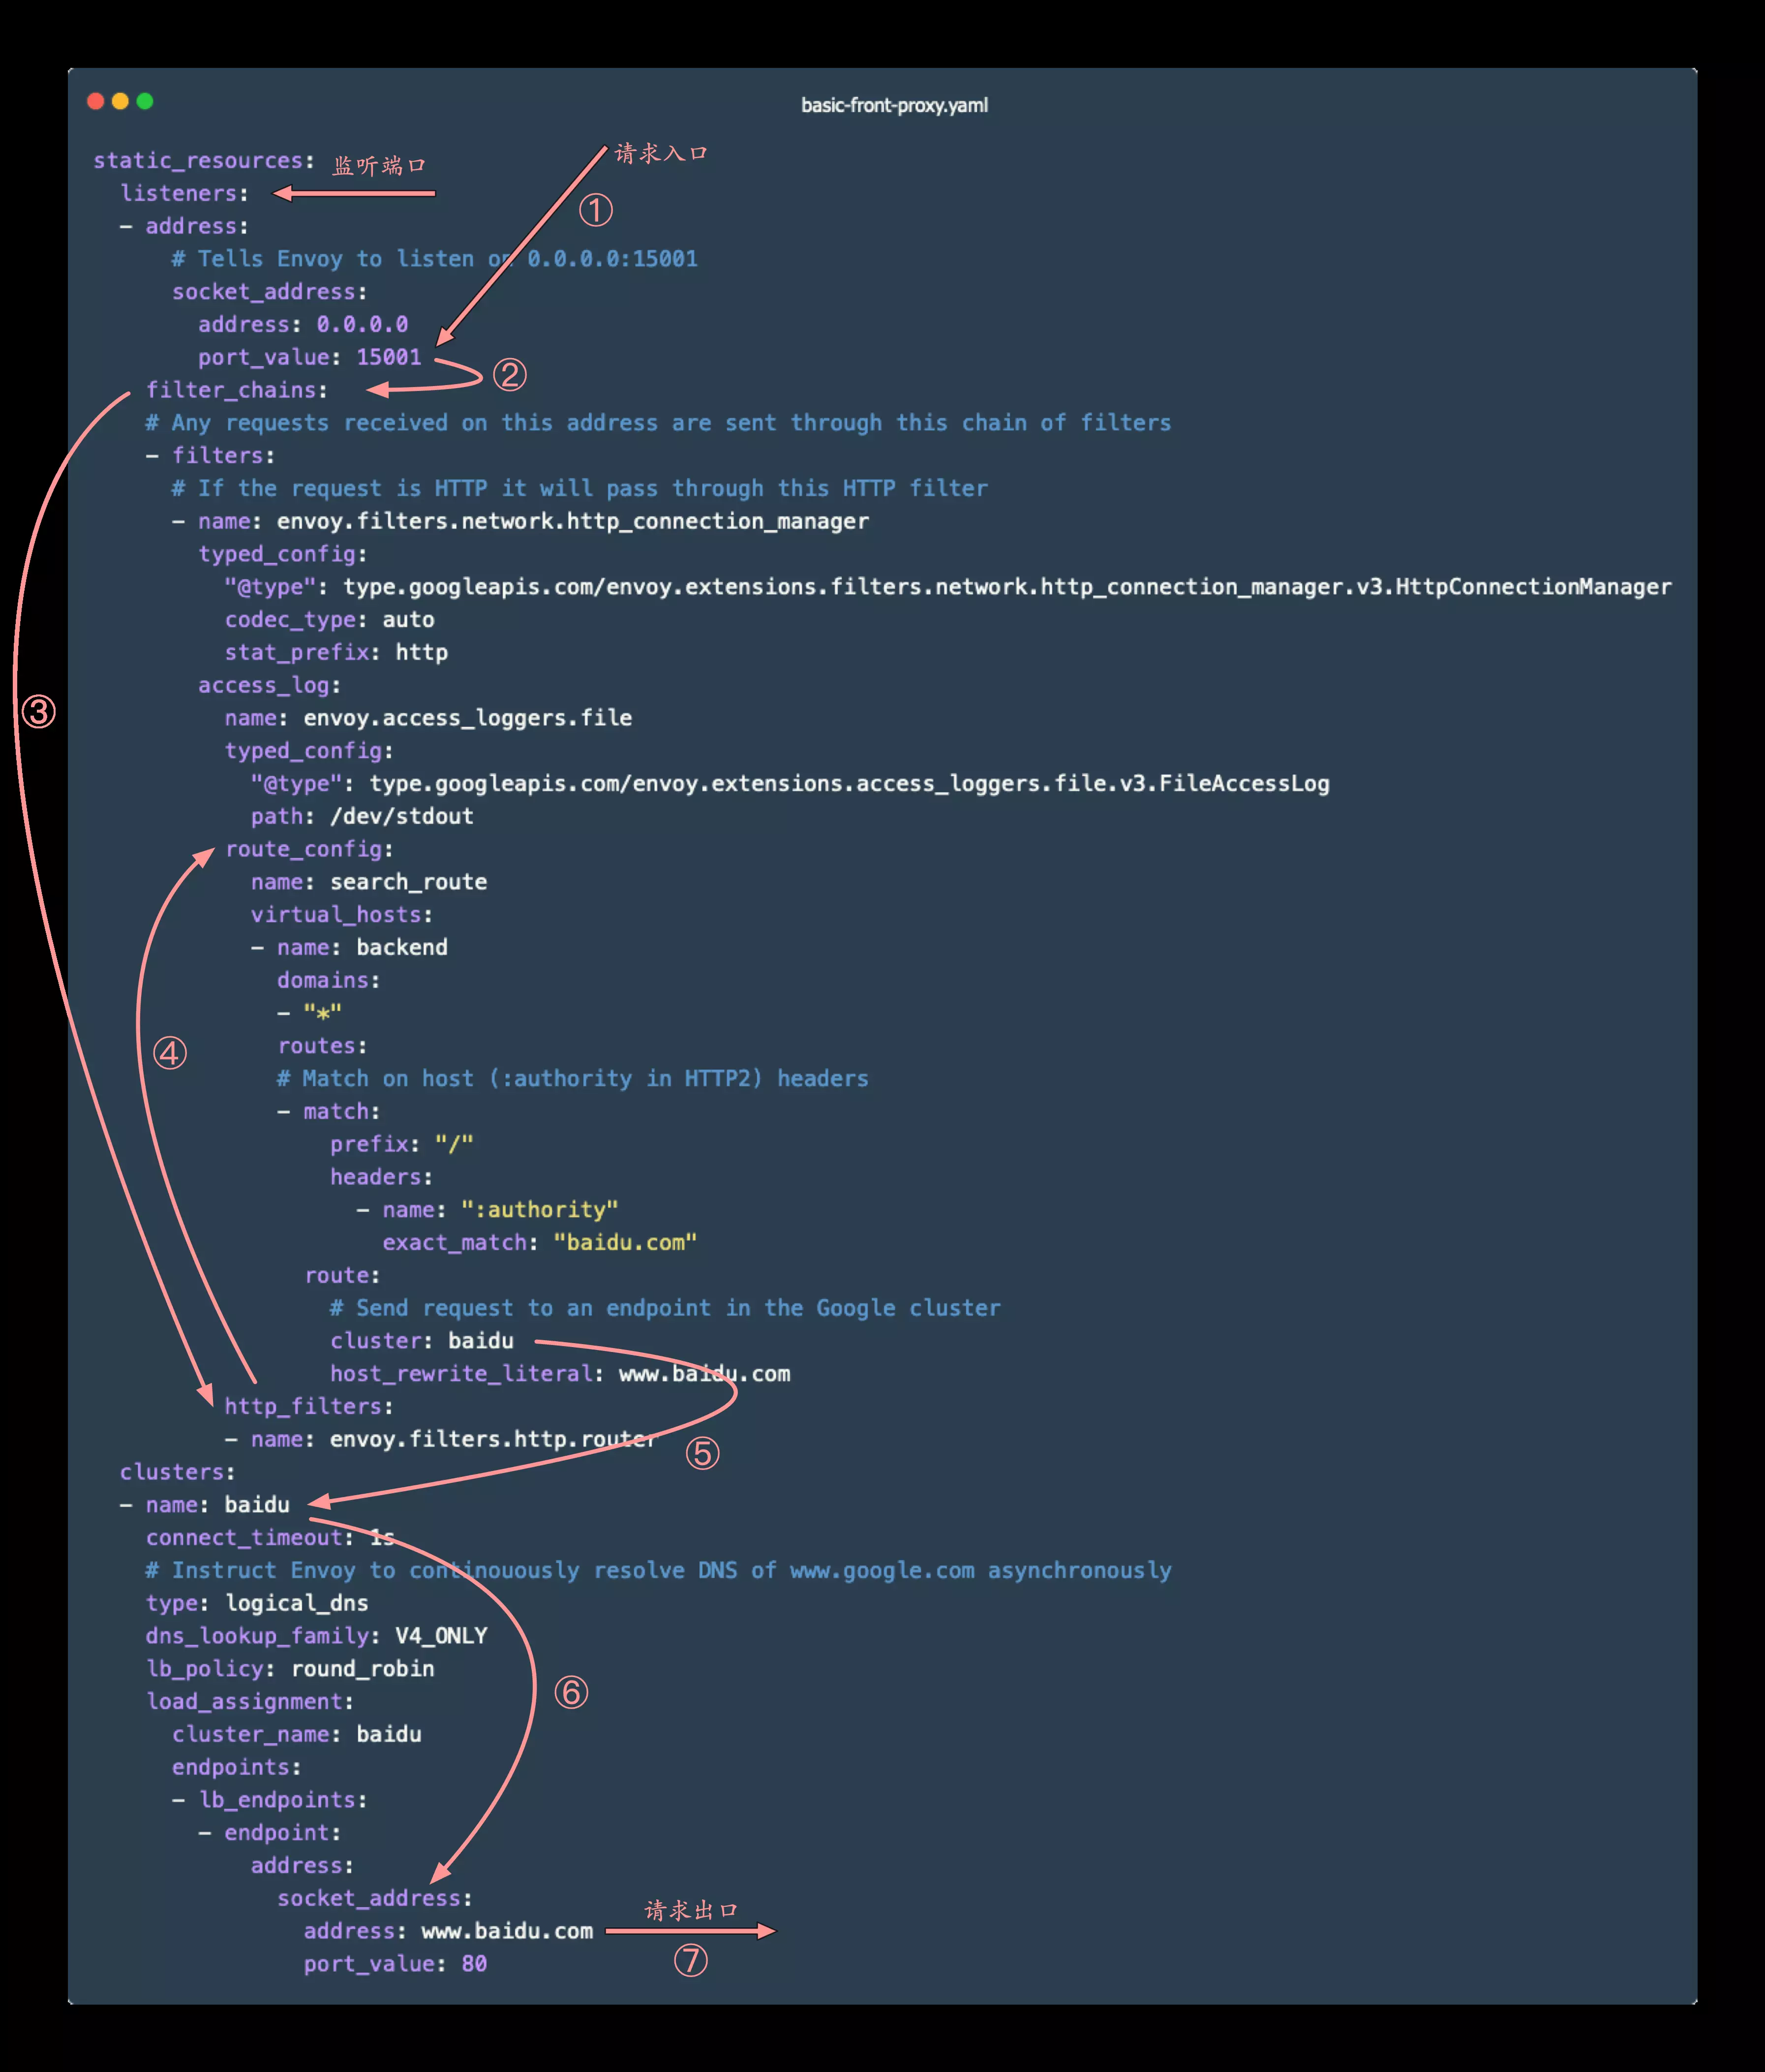 basic-front-proxy.yaml
static_resources: 监听端口
请求入口
listeners:
①
- address:
# Tells Envoy to listen on 0.0.0.0:15001
socket_address:
address: 0.0.0.0
port_value: 15001
②
filter_chains:
# Any requests received on this address are sent through this chain of filters
- filters:
# If the request is HTTP it will pass through this HTTP filter
- name: envoy.filters.network.http_connection_manager
typed_config:
"@type": type.googleapis.com/envoy.extensions.filters.network.http_connection_manager.v3.HttpConnectionManager
codec_type: auto
stat_prefix: http
access_log:
③
name: envoy.access_loggers.file
typed_config:
"@type": type.googleapis.com/envoy.extensions.access_loggers.file.v3.FileAccessLog
path: /dev/stdout
route_config:
name: search_route
virtual_hosts:
- name: backend
domains:
- "*"
routes:
④
# Match on host (:authority in HTTP2) headers
- match:
prefix: "/"
headers:
- name: ":authority"
exact_match: "baidu.com"
route:
# Send request to an endpoint in the Google cluster
cluster: baidu
host_rewrite_literal: www.baidu.com
http_filters:
- name: envoy.filters.http.router
⑤
clusters:
- name: baidu
connect_timeout: 1s
# Instruct Envoy to continouously resolve DNS of www.google.com asynchronously
type: logical_dns
dns_lookup_family: V4_ONLY
lb_policy: round_robin
⑥
load_assignment:
cluster_name: baidu
endpoints:
- lb_endpoints:
- endpoint:
address:
socket_address:
请求出口
address: www.baidu.com
⑦
port_value: 80